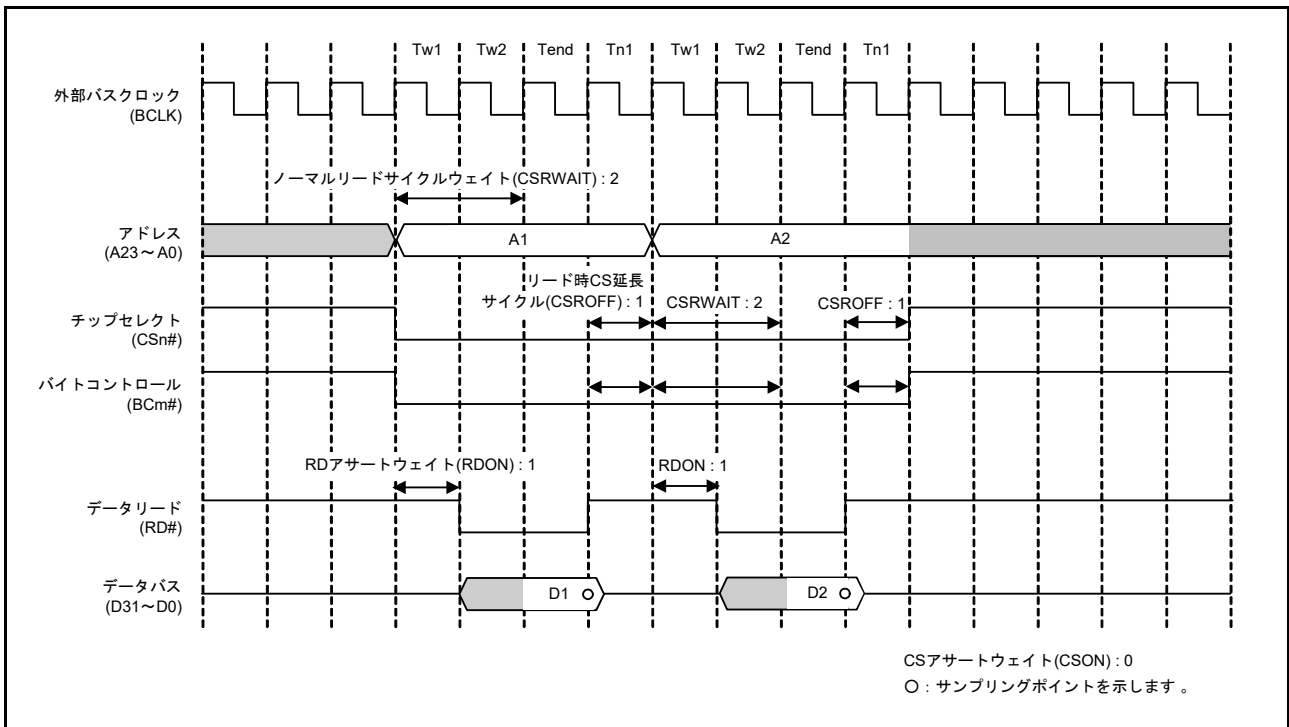 Tw1 Tw2 Tend Tn1 Tw1 Tw2 Tend Tn1
外部バスクロック
(BCLK)
ノーマルリードサイクルウェイト(CSRWAIT) : 2
アドレス
(A23～A0)
A1 A2
リード時CS延長
サイクル(CSROFF) : 1 CSRWAIT : 2 CSROFF : 1
チップセレクト
(CSn#)
バイトコントロール
(BCm#)
RDアサートウェイト(RDON) : 1 RDON : 1
データリード
(RD#)
データバス
(D31～D0)
D1 D2
CSアサートウェイト(CSON) : 0
○ : サンプリングポイントを示します 。